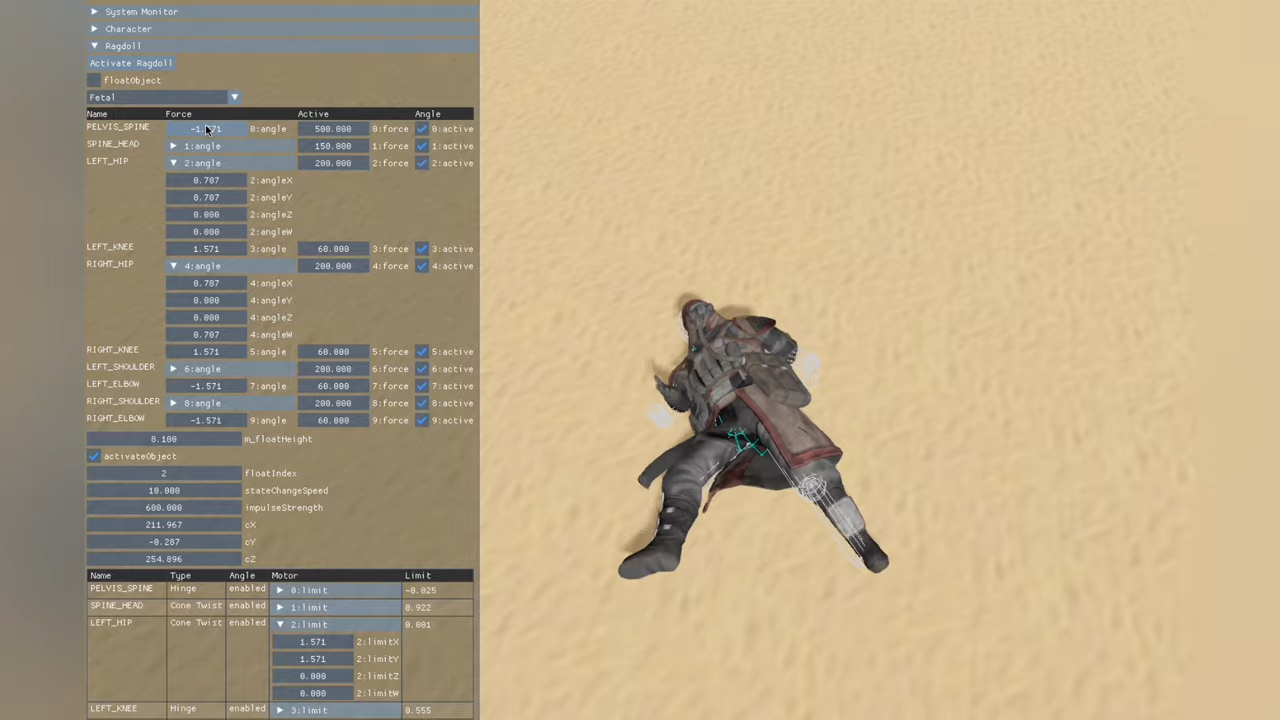 System Monitor
Character
Ragdoll
Activate Ragdoll
floatObject
Fetal
Name Force Active Angle
PELVIS_SPINE 0:angle 500.000 0:force 0:active
SPINE_HEAD 1:angle 150.000 1:force 1:active
LEFT_HIP 2:angle 200.000 2:force 2:active
0.707 2:angleX
0.707 2:angleY
0.000 2:angleZ
0.000 2:angleW
LEFT_KNEE 1.571 3:angle 60.000 3:force 3:active
RIGHT_HIP 4:angle 200.000 4:force 4:active
0.707 4:angleX
0.000 4:angleY
0.000 4:angleZ
0.707 4:angleW
RIGHT_KNEE 1.571 5:angle 60.000 5:force 5:active
LEFT_SHOULDER 6:angle 200.000 6:force 6:active
LEFT_ELBOW -1.571 7:angle 60.000 7:force 7:active
RIGHT_SHOULDER 8:angle 200.000 8:force 8:active
RIGHT_ELBOW -1.571 9:angle 60.000 9:force 9:active
m_floatHeight
activateObject
2 floatIndex
10.000 stateChangeSpeed
600.000 impulseStrength
211.967 cX
cY
254.896 cZ
Name Type Angle Motor Limit
PELVIS_SPINE Hinge enabled 0:limit -0.025
SPINE_HEAD Cone Twist enabled 1:limit 0.922
LEFT_HIP Cone Twist enabled 2:limit
1.571 2:limitX
1.571 2:limitY
0.000 2:limitZ
0.000 2:limitW
LEFT_KNEE Hinge enabled 3:limit 0.555